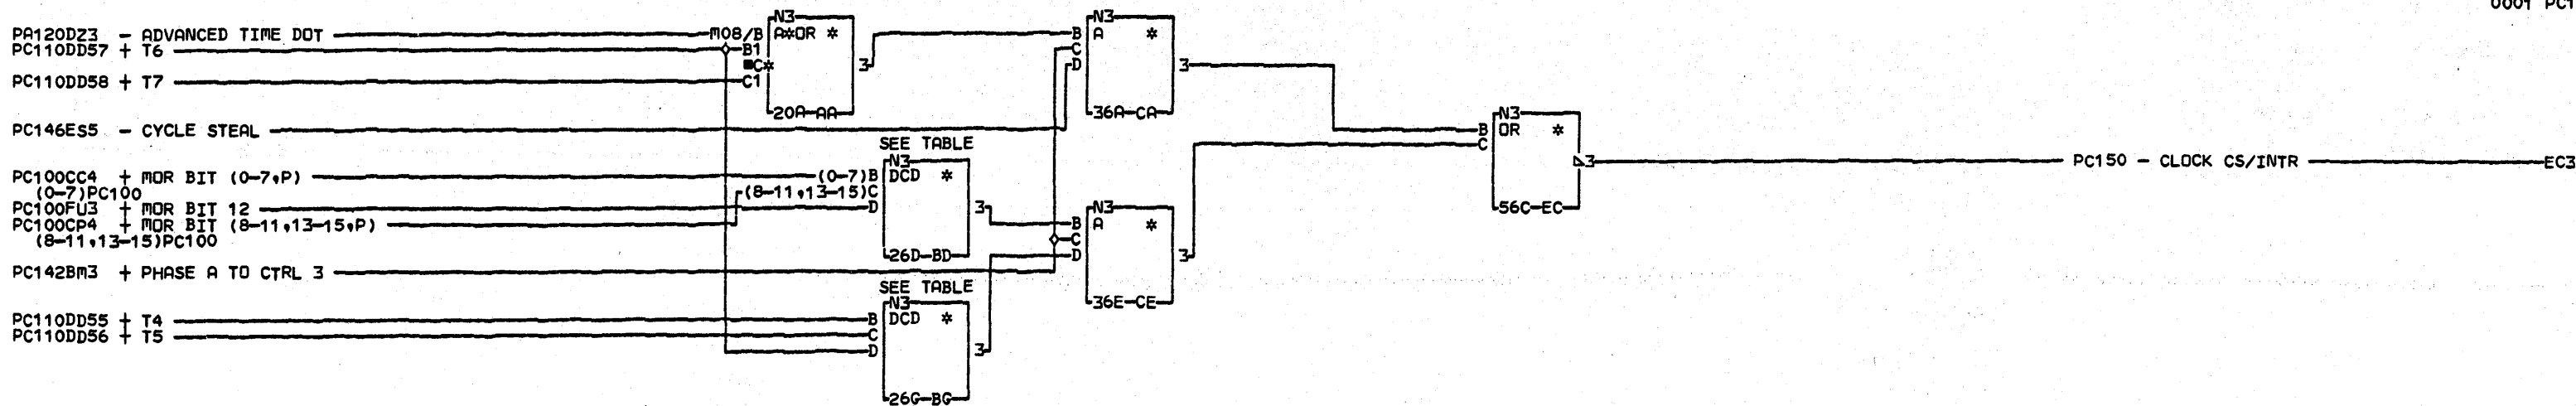 0001 PC1
N3 N3
PA120DZ3 - ADVANCED TIME DOT M08/B A*OR * B A *
PC110DD57 + T6 B1 C
■C* 3 D 3
PC110DD58 + T7 C1
20A-AA 36A-CA N3
PC146ES5 - CYCLE STEAL B OR *
SEE TABLE C
N3 3 PC150 - CLOCK CS/INTR EC3
PC100CC4 + MOR BIT (0-7,P) (0-7)B DCD *
(0-7)PC100 (8-11,13-15)C
PC100FU3 + MOR BIT 12 D 3 N3 56C-EC
PC100CP4 + MOR BIT (8-11,13-15,P) B A *
(8-11,13-15)PC100 C
26D-BD D 3
PC142BM3 + PHASE A TO CTRL 3
SEE TABLE
N3 36E-CE
PC110DD55 + T4 B DCD *
PC110DD56 + T5 C
D 3
26G-BG